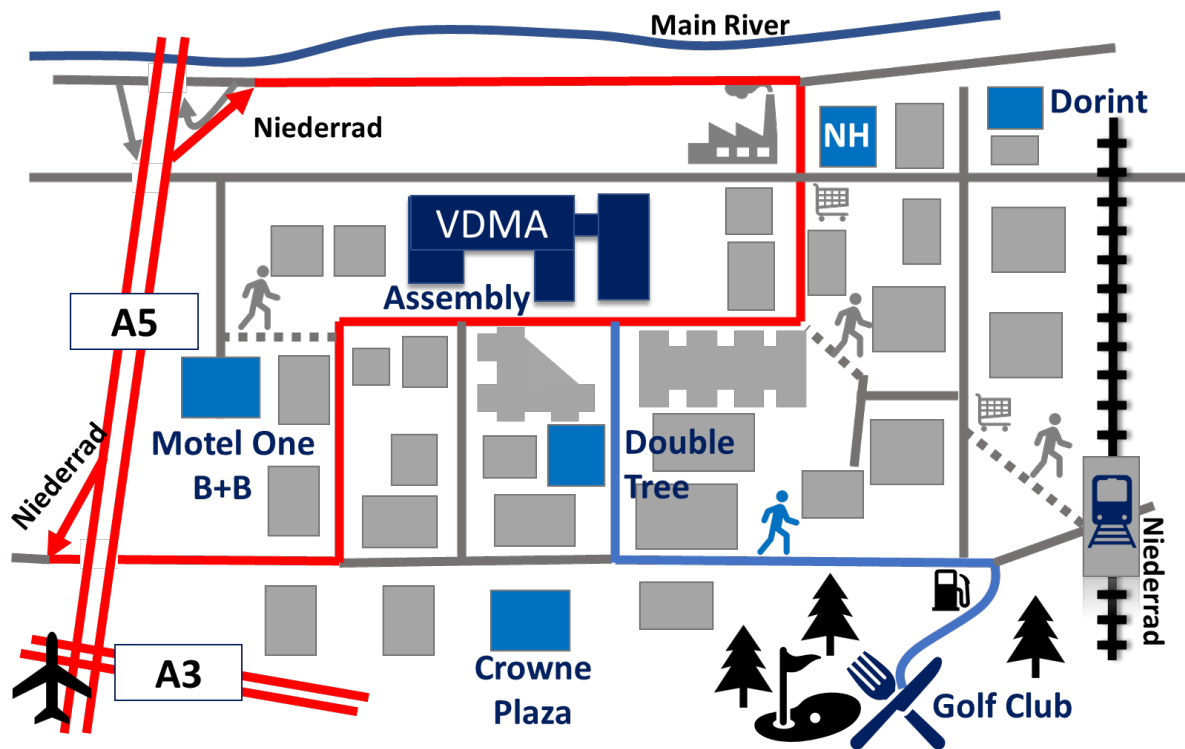 Main River
Dorint
Niederrad
NH
VDMA
Assembly
A5
Motel One
B+B
Double
Tree
Niederrad
Niederrad
A3
Crowne
Plaza
Golf Club